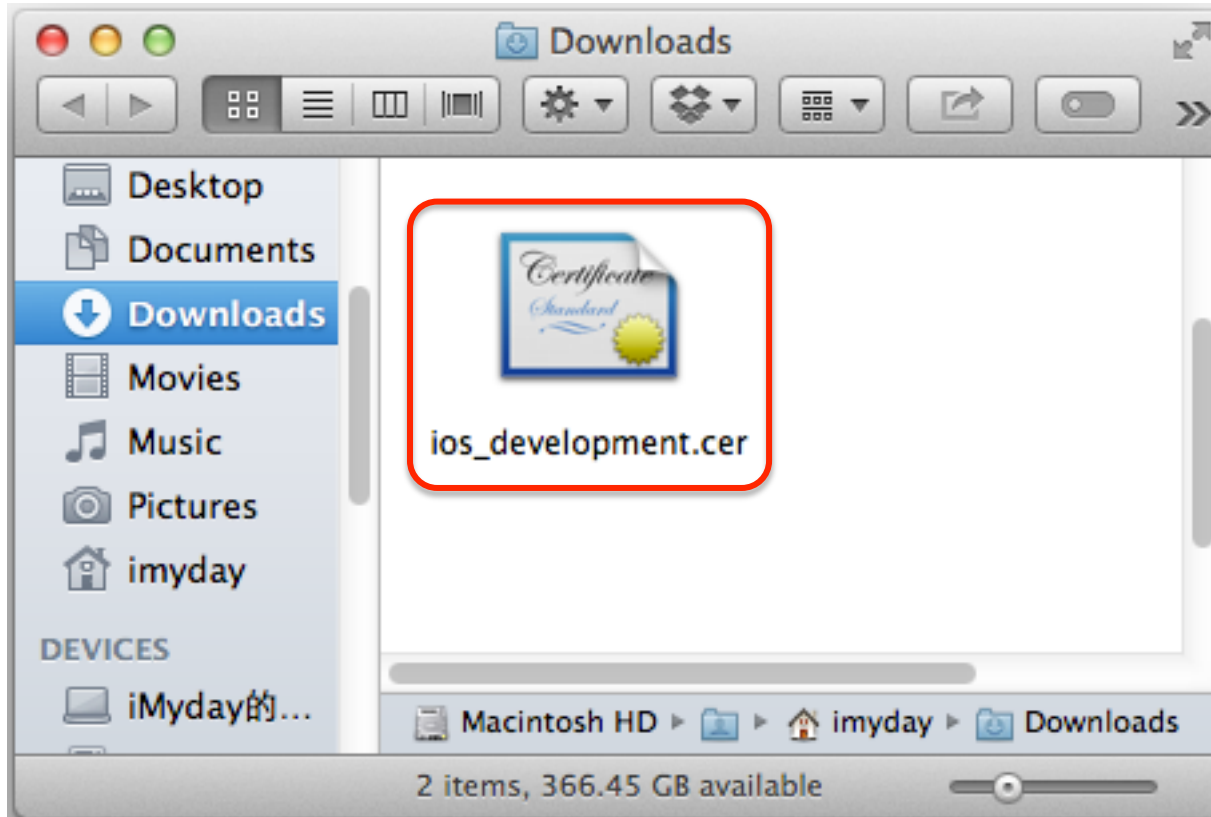 Downloads
Desktop
Documents
Downloads
Movies
Music
Pictures
imyday
DEVICES
iMyday的...
Certificate
Standard
ios_development.cer
Macintosh HD ▸ imyday ▸ Downloads
2 items, 366.45 GB available